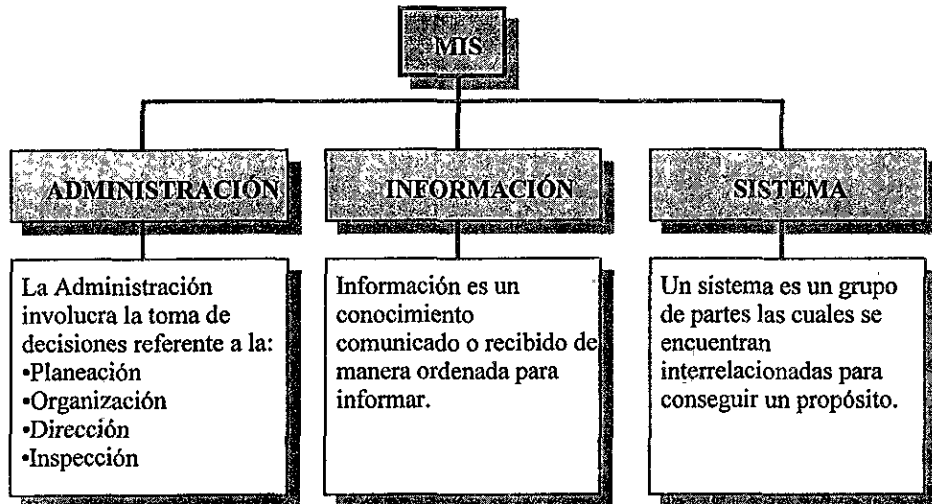 MIS
ADMINISTRACIÓN
INFORMACIÓN
SISTEMA
La Administración
involucra la toma de
decisiones referente a la:
•Planeación
•Organización
•Dirección
•Inspección
Información es un
conocimiento
comunicado o recibido de
manera ordenada para
informar.
Un sistema es un grupo
de partes las cuales se
encuentran
interrelacionadas para
conseguir un propósito.